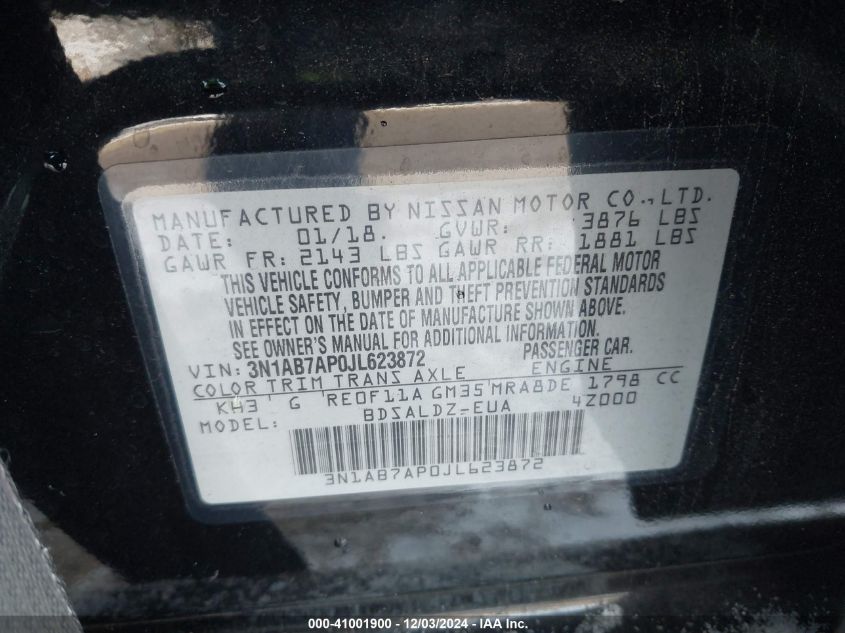 MANUFACTURED BY NISSAN MOTOR CO.,LTD.
DATE: 01/18. GVWR: 3876 LBS
GAWR FR: 2143 LBS GAWR RR: 1881 LBS
THIS VEHICLE CONFORMS TO ALL APPLICABLE FEDERAL MOTOR
VEHICLE SAFETY, BUMPER AND THEFT PREVENTION STANDARDS
IN EFFECT ON THE DATE OF MANUFACTURE SHOWN ABOVE.
SEE OWNER'S MANUAL FOR ADDITIONAL INFORMATION.
VIN: 3N1AB7AP0JL623872 PASSENGER CAR.
COLOR TRIM TRANS AXLE ENGINE
KH3 G RE0F11A GM35 MRA8DE 1798 CC
MODEL: BDSALDZ-EUA 4Z000
3N1AB7AP0JL623872
000-41001900 - 12/03/2024 - IAA Inc.